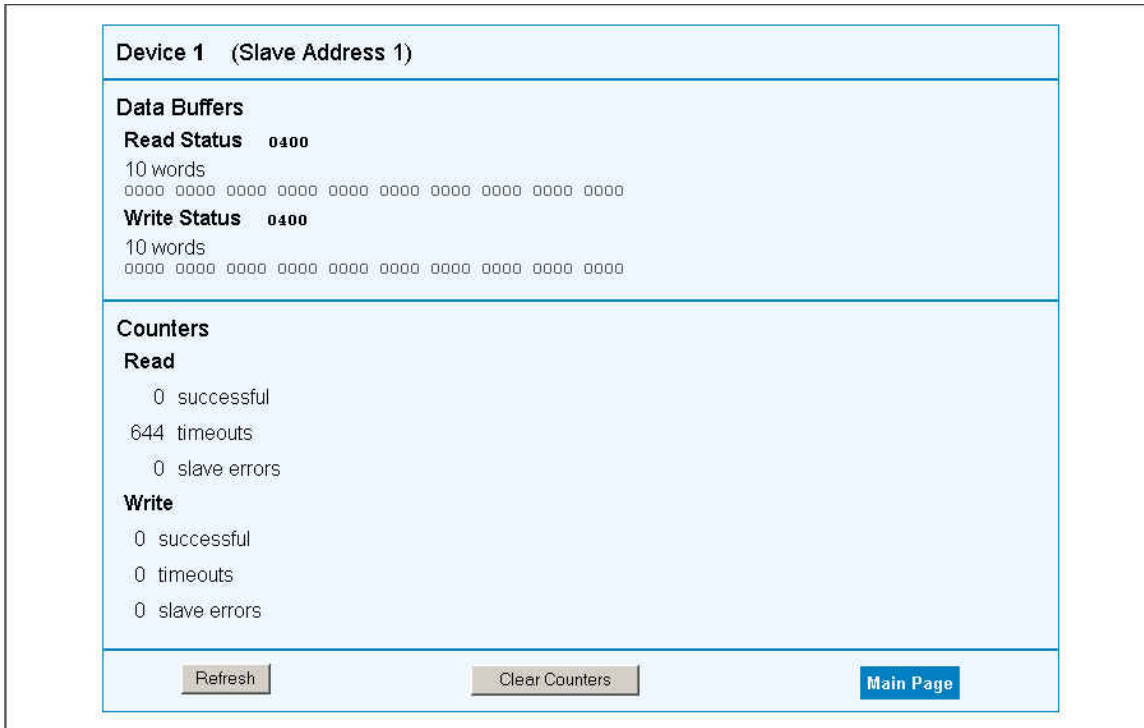 Device 1 (Slave Address 1)
Data Buffers
Read Status 0400
10 words
0000 0000 0000 0000 0000 0000 0000 0000 0000 0000
Write Status 0400
10 words
0000 0000 0000 0000 0000 0000 0000 0000 0000 0000
Counters
Read
0 successful
644 timeouts
0 slave errors
Write
0 successful
0 timeouts
0 slave errors
Refresh Clear Counters Main Page